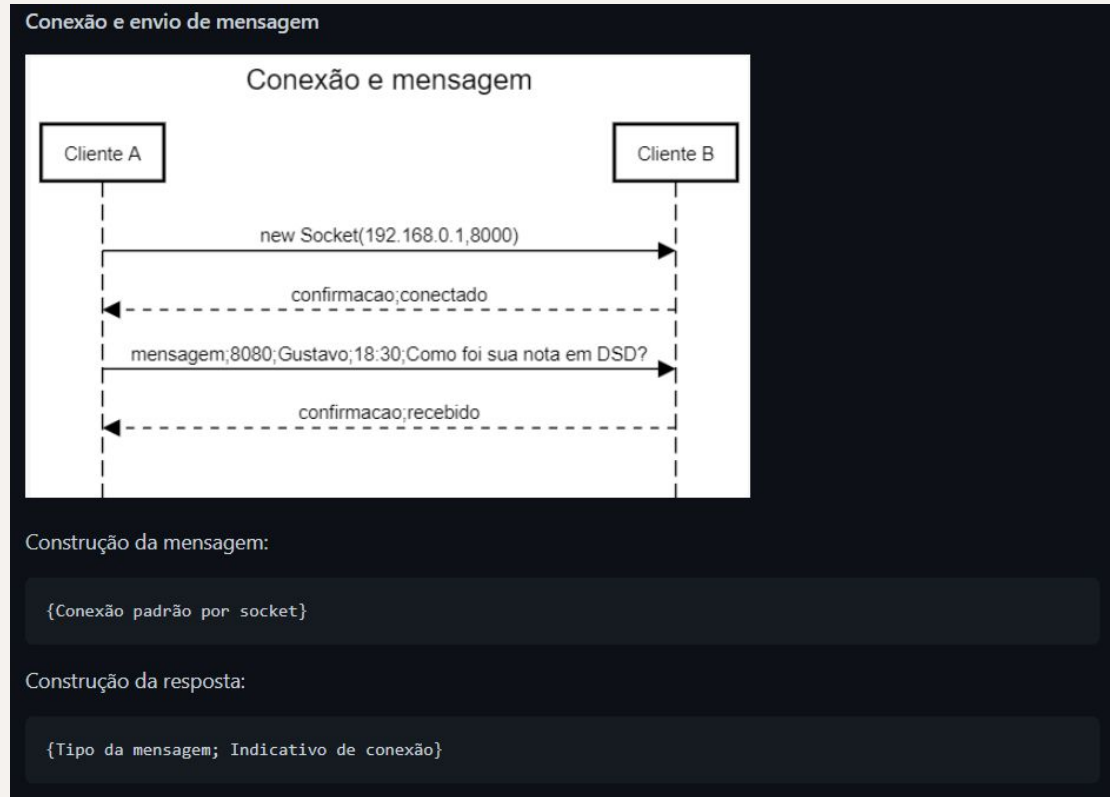 Conexão e envio de mensagem
Conexão e mensagem
Cliente A
Cliente B
new Socket(192.168.0.1,8000)
confirmacao;conectado
mensagem;8080;Gustavo;18:30;Como foi sua nota em DSD?
confirmacao;recebido
Construção da mensagem:
{Conexão padrão por socket}
Construção da resposta:
{Tipo da mensagem; Indicativo de conexão}